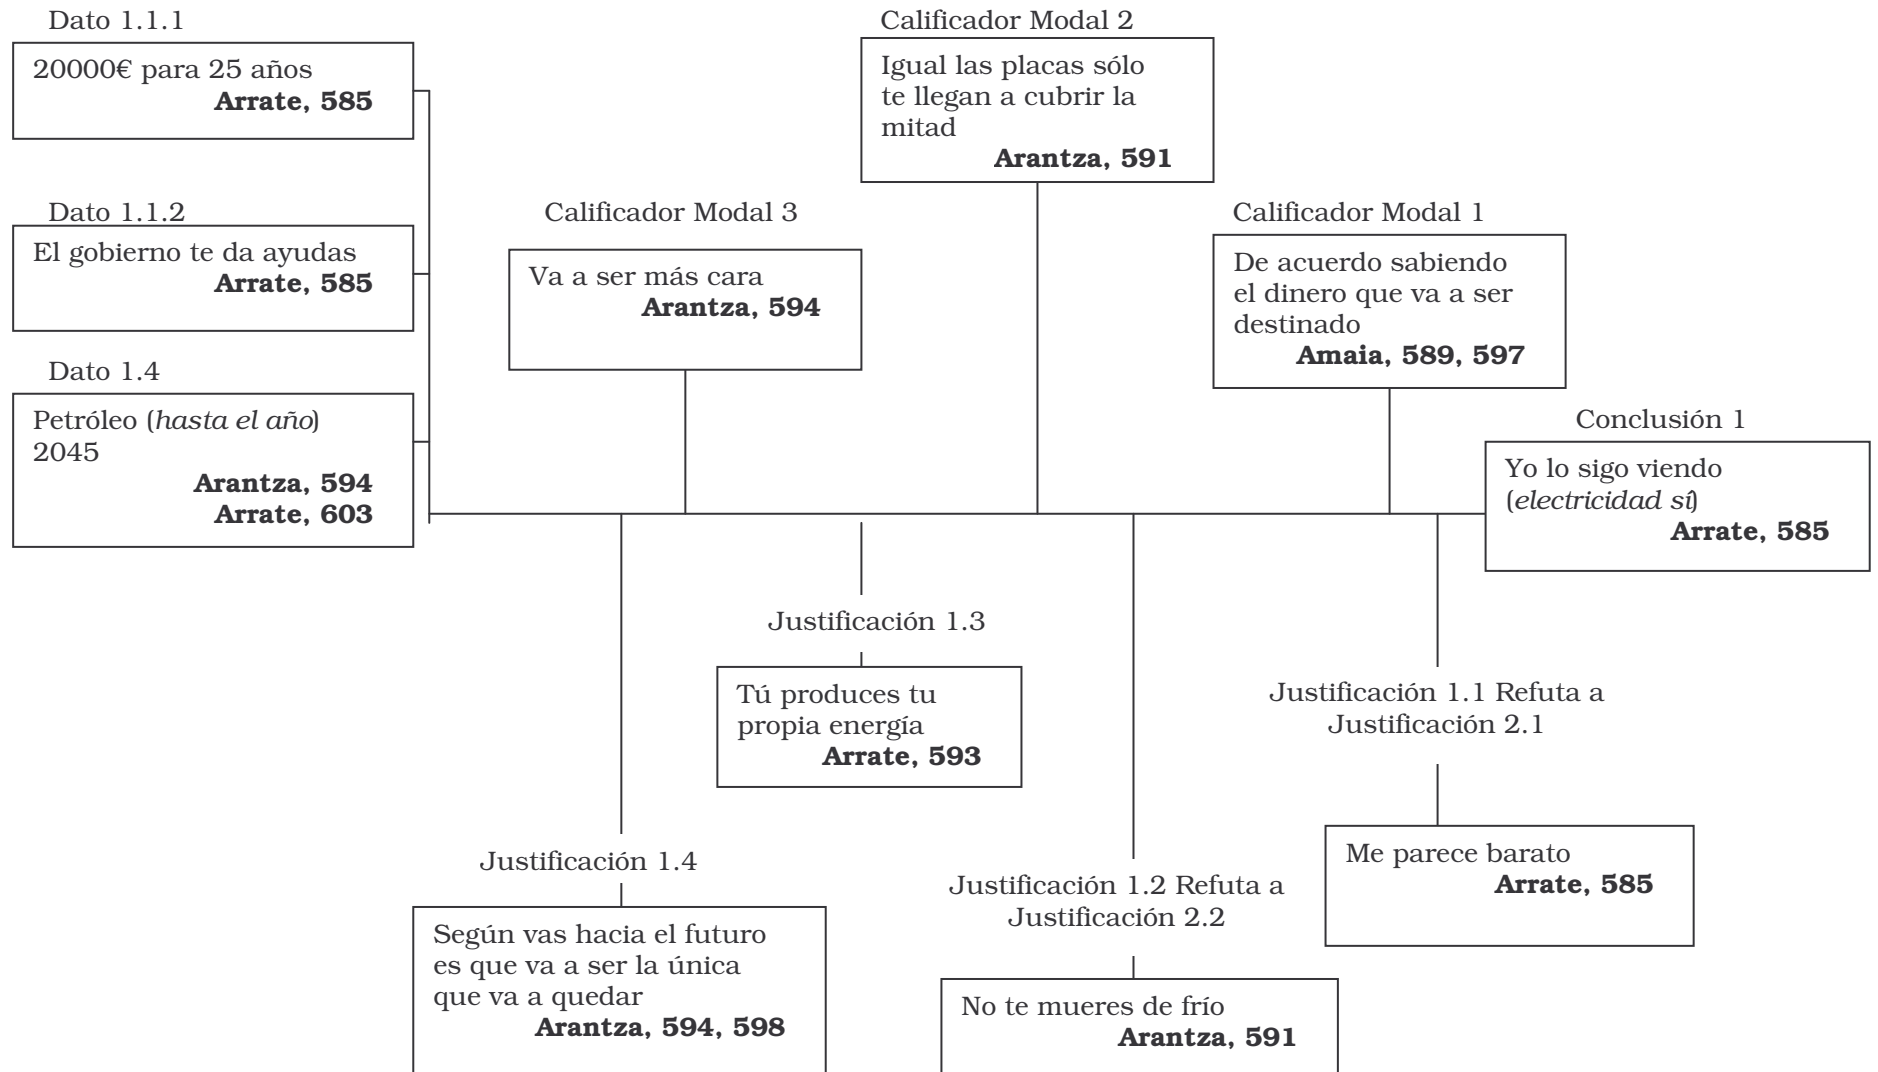 Dato 1.1.1
20000€ para 25 años
Arrate, 585
Dato 1.1.2
El gobierno te da ayudas
Arrate, 585
Dato 1.4
Petróleo (hasta el año)
2045
Arantza, 594
Arrate, 603
Calificador Modal 3
Va a ser más cara
Arantza, 594
Calificador Modal 2
Igual las placas sólo
te llegan a cubrir la
mitad
Arantza, 591
Calificador Modal 1
De acuerdo sabiendo
el dinero que va a ser
destinado
Amaia, 589, 597
Conclusión 1
Yo lo sigo viendo
(electricidad sí)
Arrate, 585
Justificación 1.4
Según vas hacia el futuro
es que va a ser la única
que va a quedar
Arantza, 594, 598
Justificación 1.3
Tú produces tu
propia energía
Arrate, 593
Justificación 1.2 Refuta a
Justificación 2.2
No te mueres de frío
Arantza, 591
Justificación 1.1 Refuta a
Justificación 2.1
Me parece barato
Arrate, 585